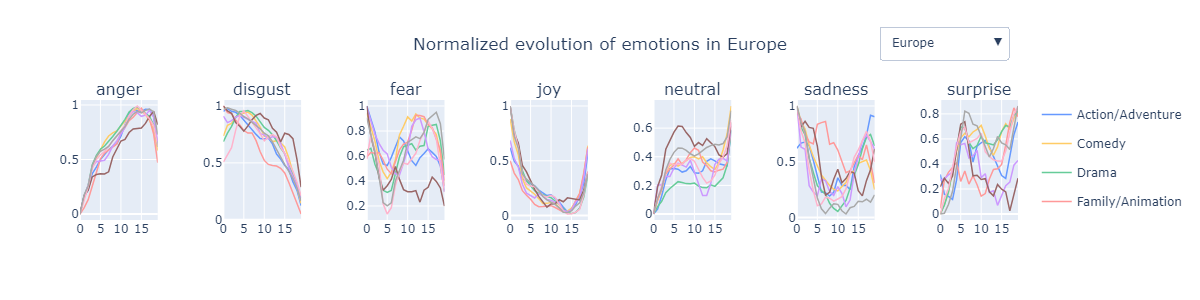 Normalized evolution of emotions in Europe
Europe ▼
anger disgust fear joy neutral sadness surprise
1 0.5 0
0 5 10 15
1 0.5 0
0 5 10 15
1 0.8 0.6 0.4 0.2
0 5 10 15
1 0.5 0
0 5 10 15
0.6 0.4 0.2 0
0 5 10 15
1 0.5 0
0 5 10 15
0.8 0.6 0.4 0.2 0
0 5 10 15
Action/Adventure
Comedy
Drama
Family/Animation